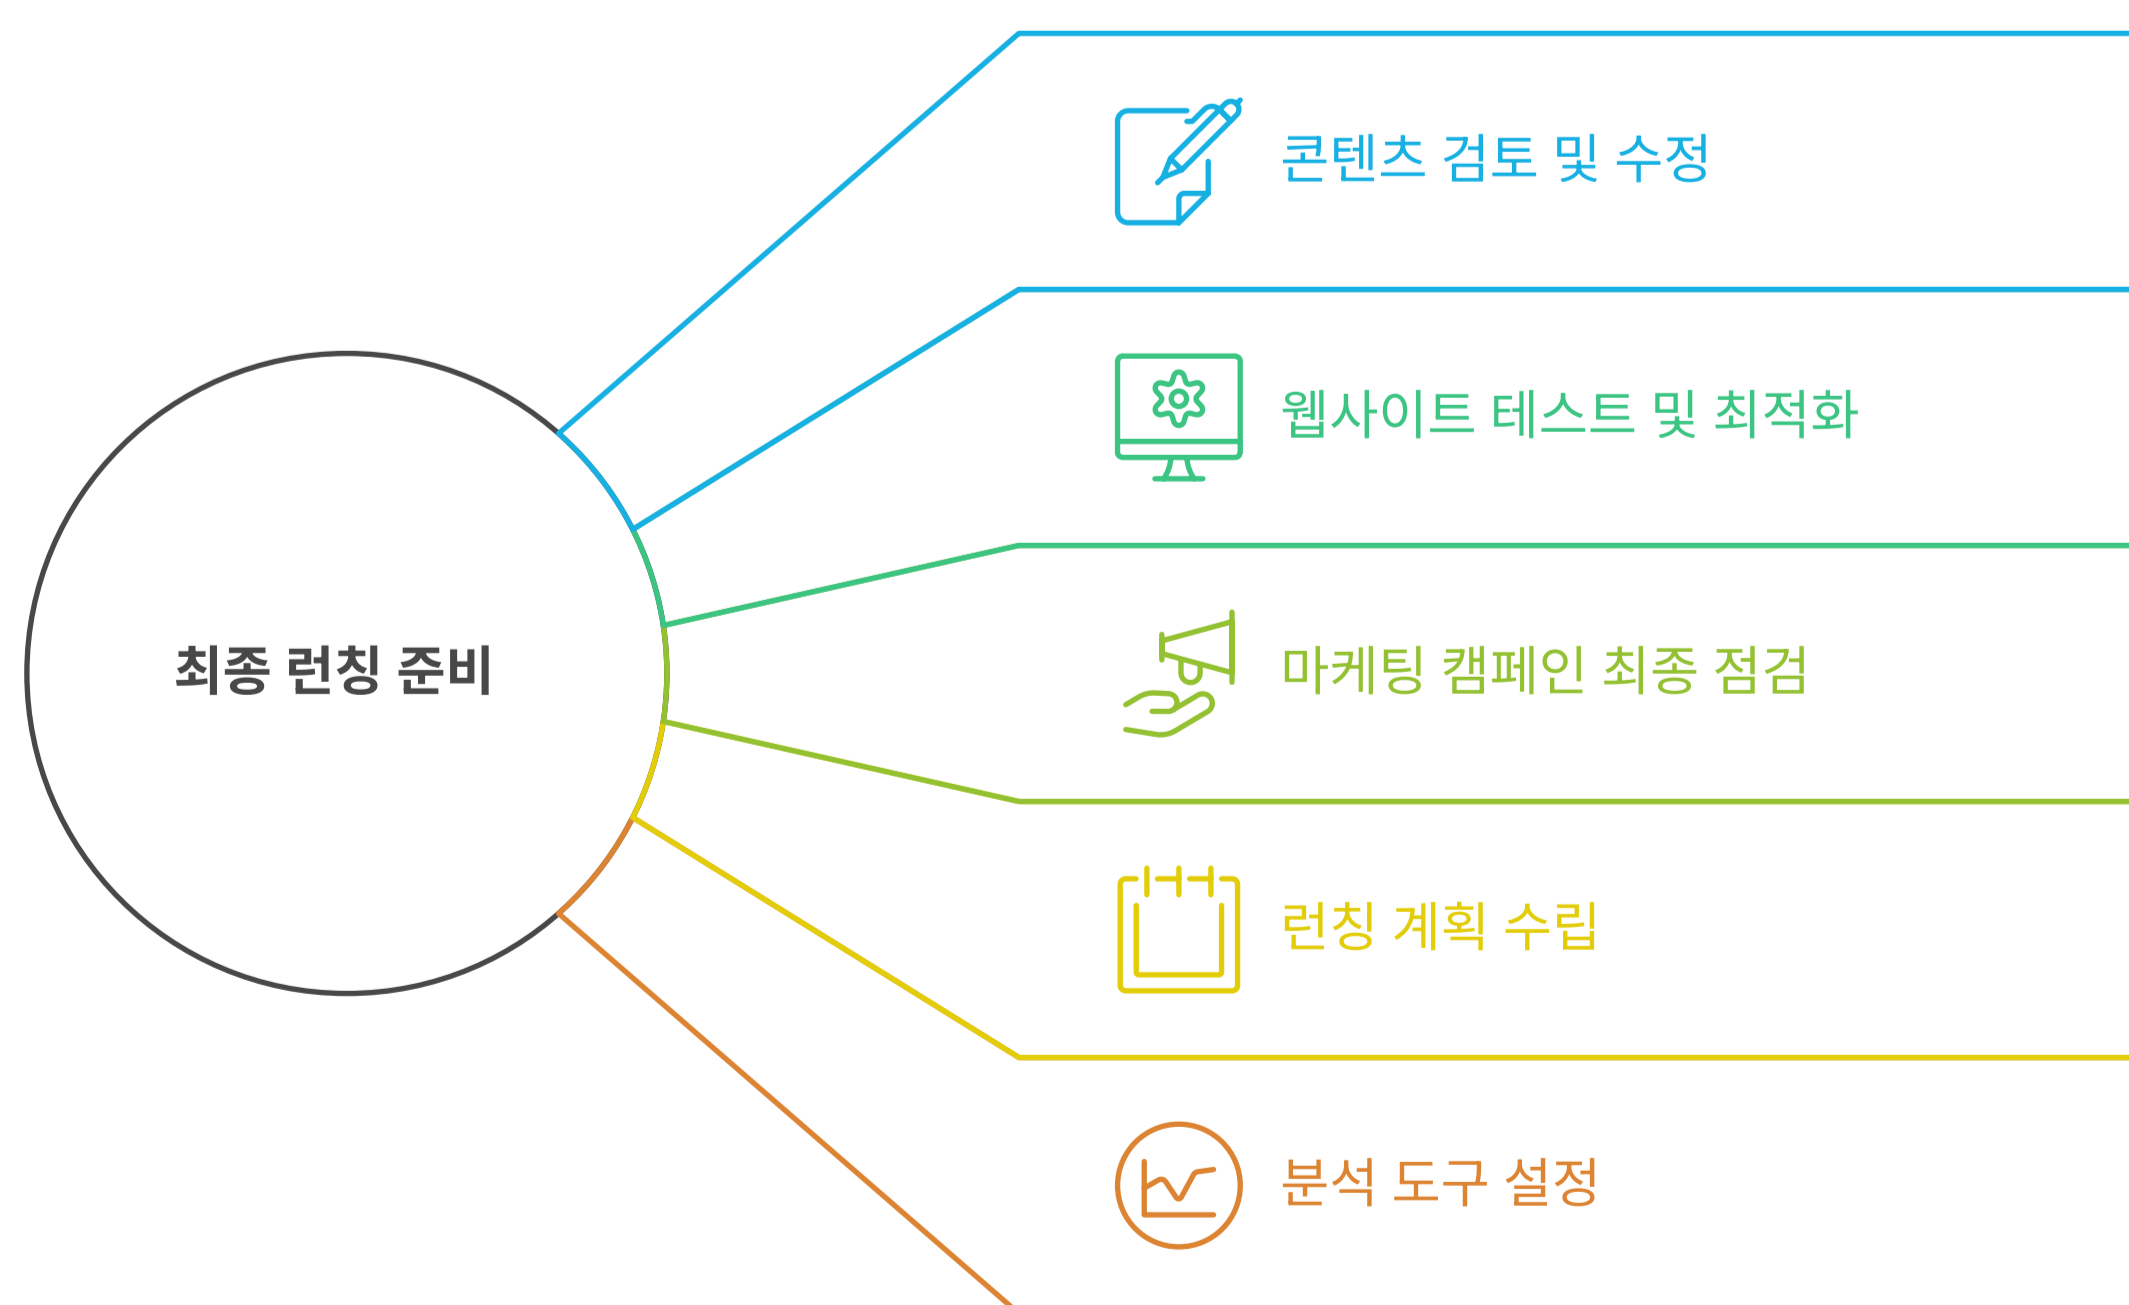 최종 런칭 준비
콘텐츠 검토 및 수정
웹사이트 테스트 및 최적화
마케팅 캠페인 최종 점검
런칭 계획 수립
분석 도구 설정